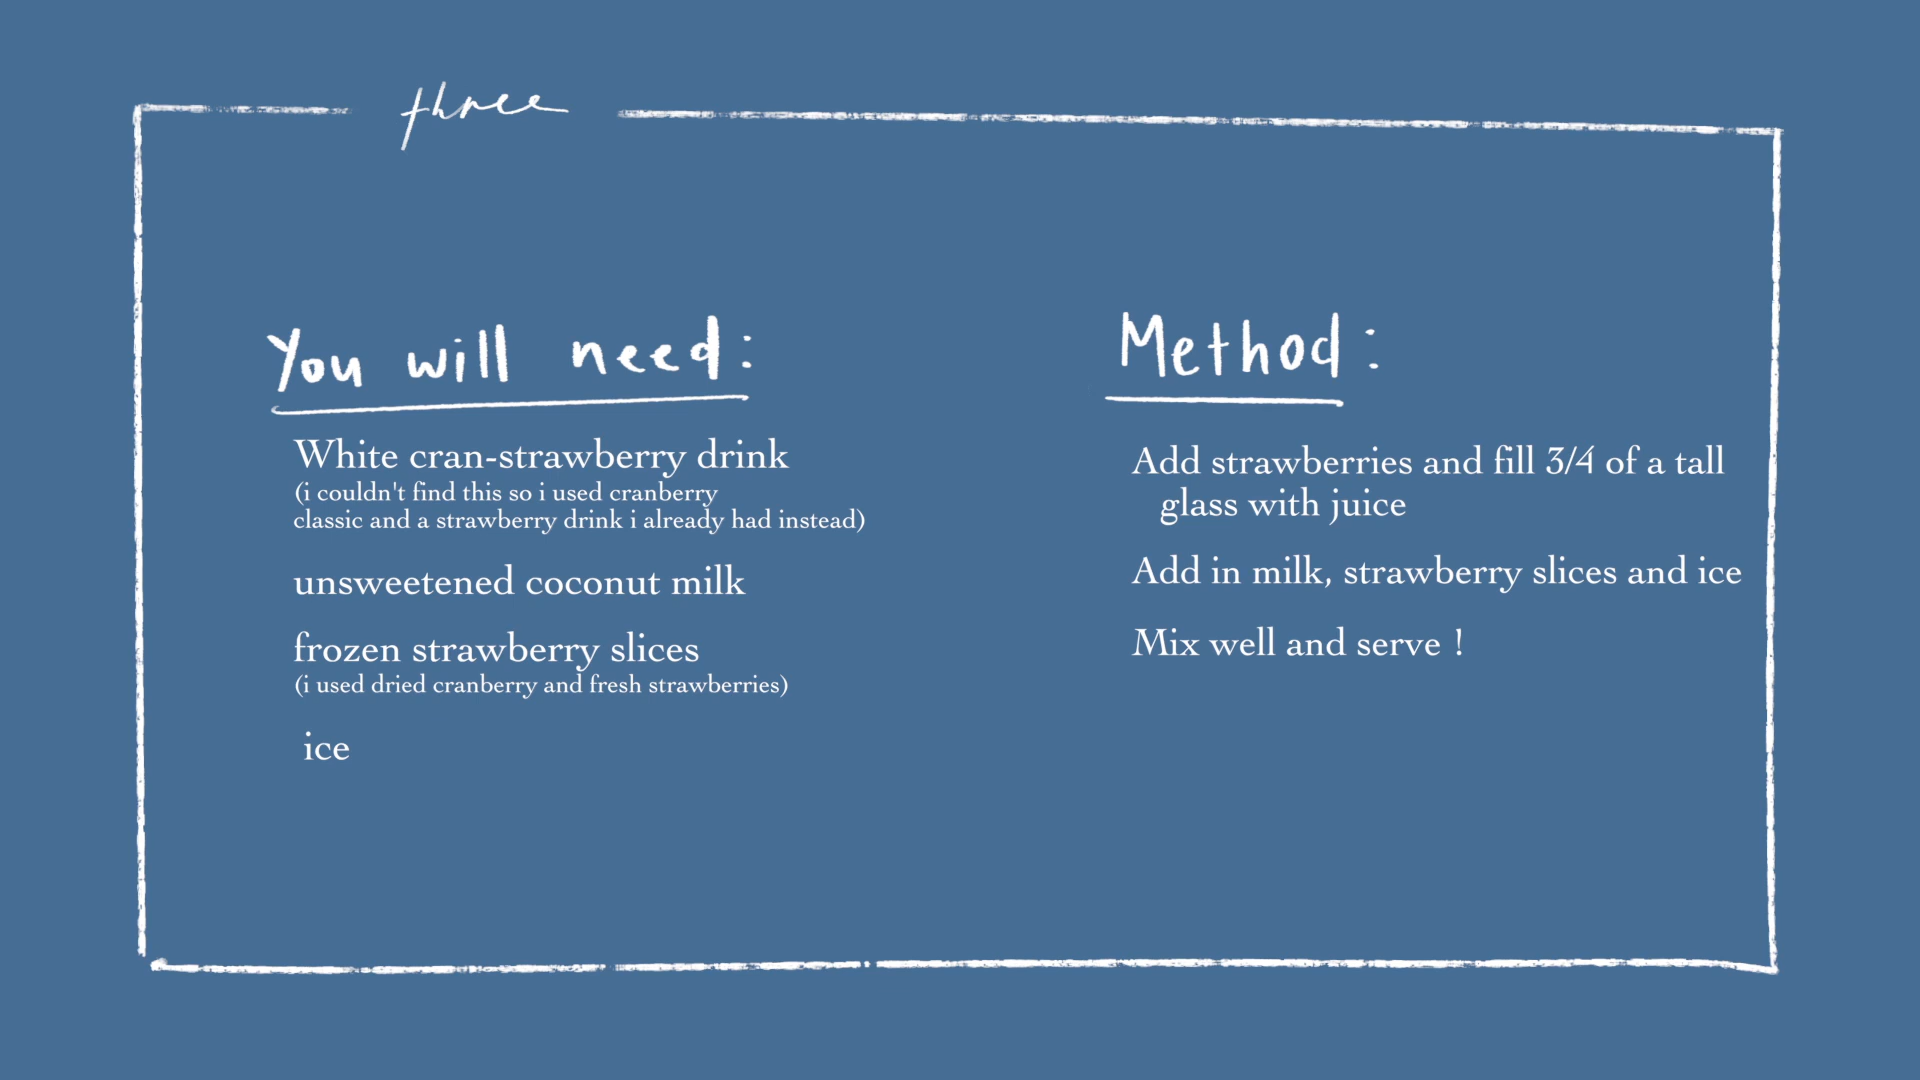 three
You will need:
White cran-strawberry drink
(i couldn't find this so i used cranberry
classic and a strawberry drink i already had instead)
unsweetened coconut milk
frozen strawberry slices
(i used dried cranberry and fresh strawberries)
ice
Method:
Add strawberries and fill 3/4 of a tall
glass with juice
Add in milk, strawberry slices and ice
Mix well and serve !